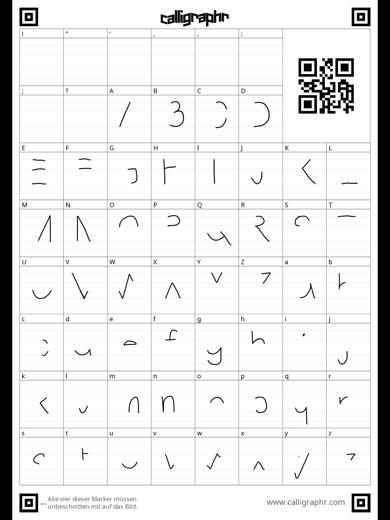 calligraphr
! " ' , . :
; ? A B C D
E F G H I J K L
M N O P Q R S T
U V W X Y Z a b
c d e f g h i j
k l m n o p q r
s t u v w x y z
Alle vier dieser Marker müssen
unbeschnitten mit auf das Bild.
www.calligraphr.com